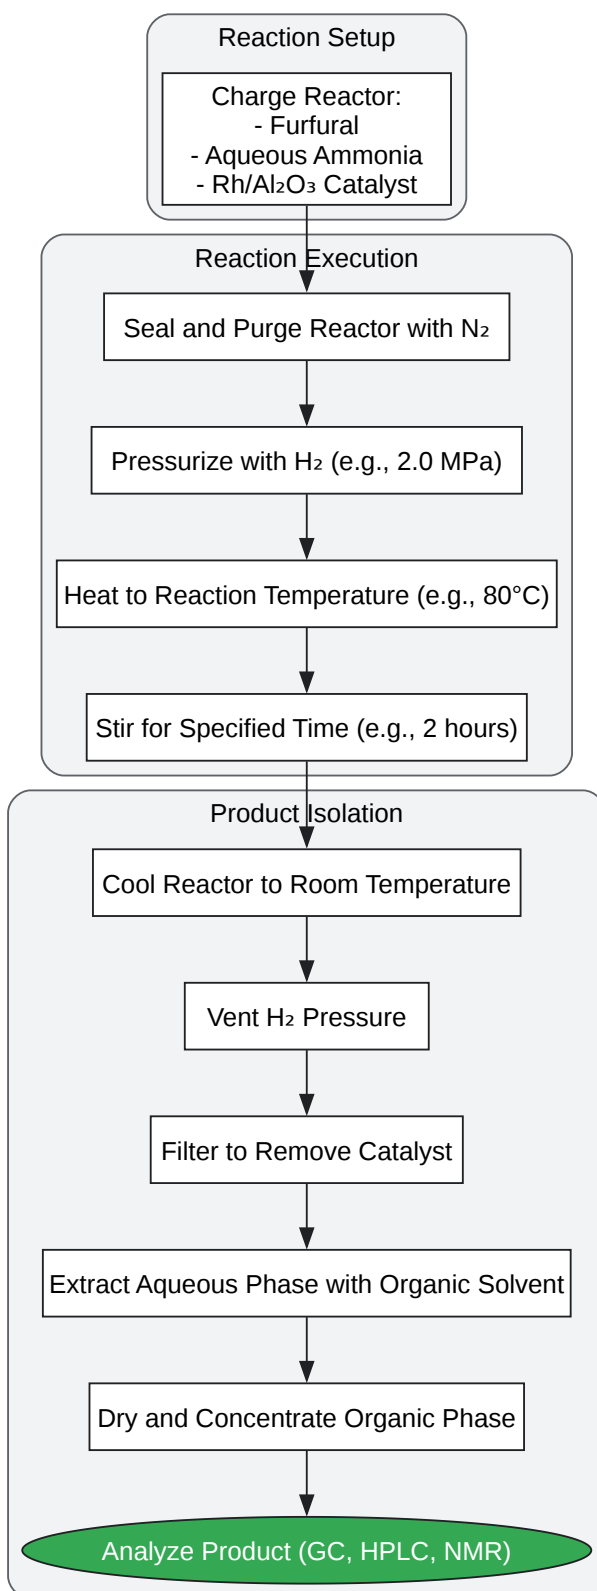 Reaction Setup
Charge Reactor:
- Furfural
- Aqueous Ammonia
- Rh/Al₂O₃ Catalyst
Reaction Execution
Seal and Purge Reactor with N₂
Pressurize with H₂ (e.g., 2.0 MPa)
Heat to Reaction Temperature (e.g., 80°C)
Stir for Specified Time (e.g., 2 hours)
Product Isolation
Cool Reactor to Room Temperature
Vent H₂ Pressure
Filter to Remove Catalyst
Extract Aqueous Phase with Organic Solvent
Dry and Concentrate Organic Phase
Analyze Product (GC, HPLC, NMR)